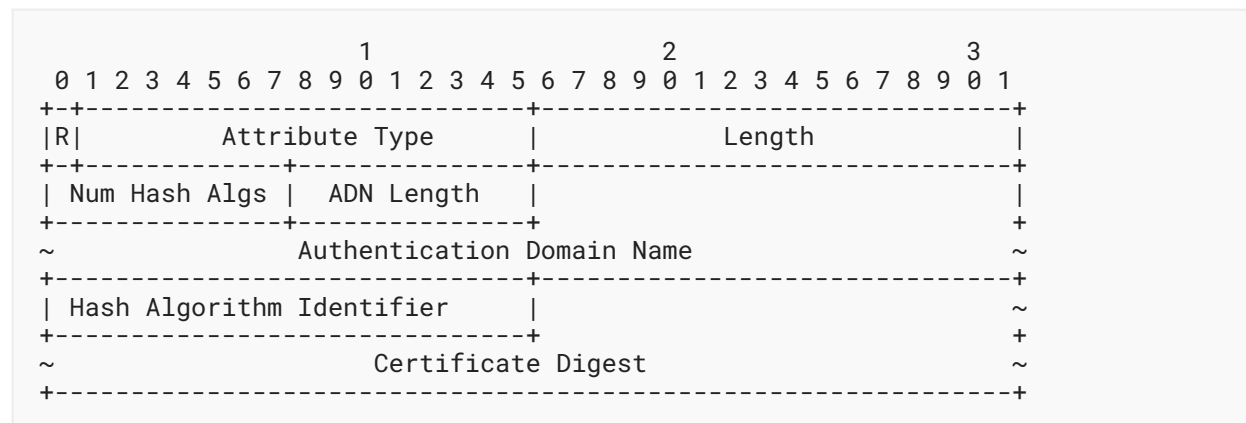 1                   2                   3
 0 1 2 3 4 5 6 7 8 9 0 1 2 3 4 5 6 7 8 9 0 1 2 3 4 5 6 7 8 9 0 1
+-+-----------------------------+-------------------------------+
|R|         Attribute Type      |            Length             |
+-+-------------+---------------+-------------------------------+
| Num Hash Algs |  ADN Length   |                               |
+---------------+---------------+                               +
~                Authentication Domain Name                     ~
+-------------------------------+-------------------------------+
| Hash Algorithm Identifier     |                               ~
+-------------------------------+                               +
~                     Certificate Digest                        ~
+---------------------------------------------------------------+